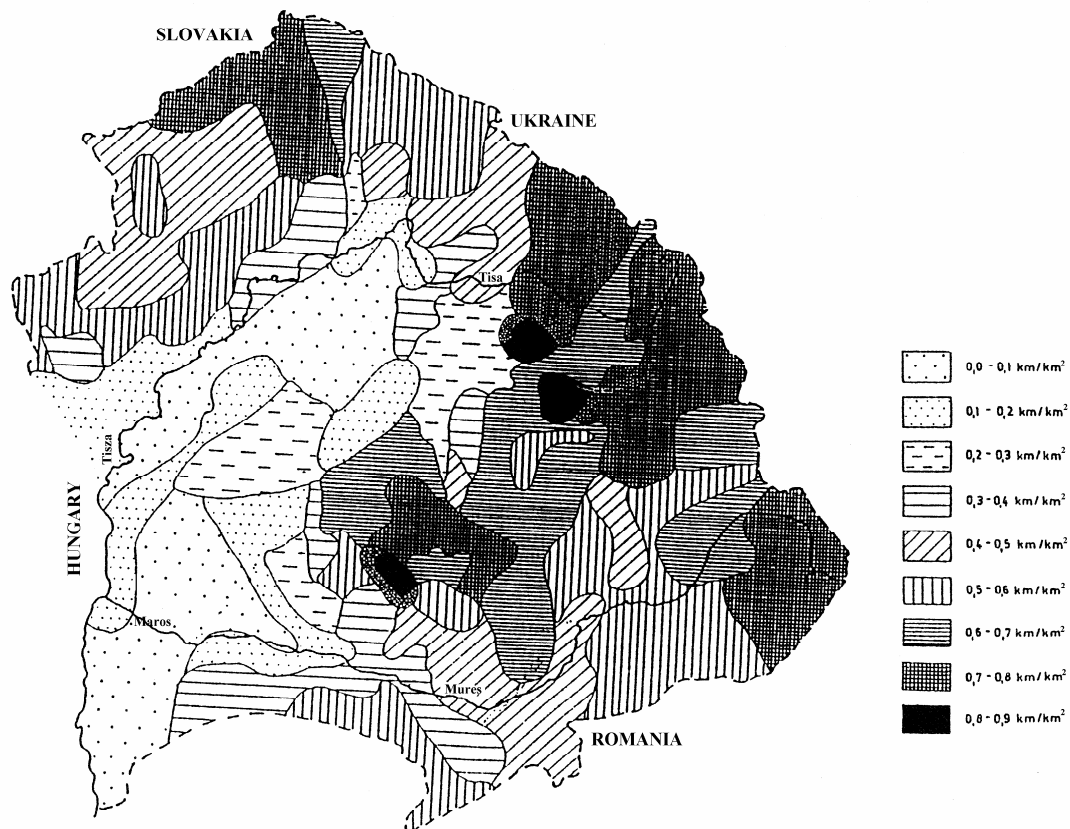 SLOVAKIA
UKRAINE
Tisa
Tisza
HUNGARY
Maros
Mureș
ROMANIA
0,0 - 0,1 km/km²
0,1 - 0,2 km/km²
0,2 - 0,3 km/km²
0,3 - 0,4 km/km²
0,4 - 0,5 km/km²
0,5 - 0,6 km/km²
0,6 - 0,7 km/km²
0,7 - 0,8 km/km²
0,8 - 0,9 km/km²